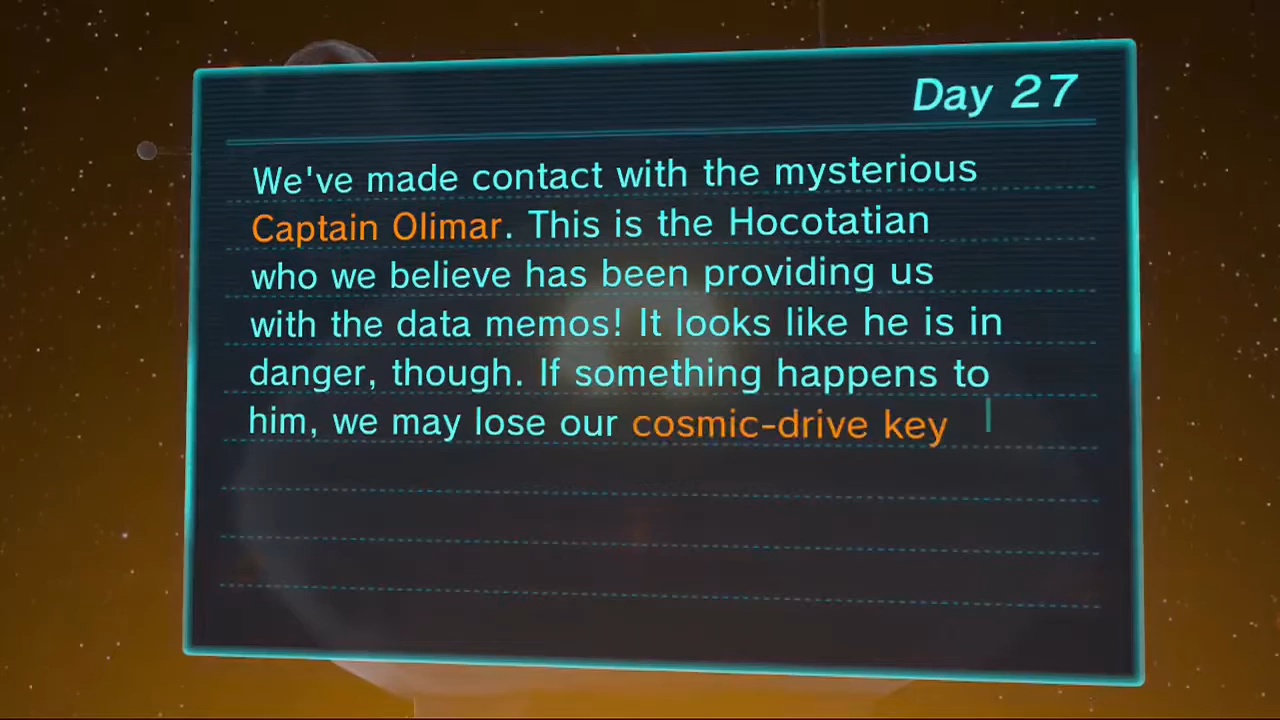 Day 27
We've made contact with the mysterious
Captain Olimar. This is the Hocotatian
who we believe has been providing us
with the data memos! It looks like he is in
danger, though. If something happens to
him, we may lose our cosmic-drive key